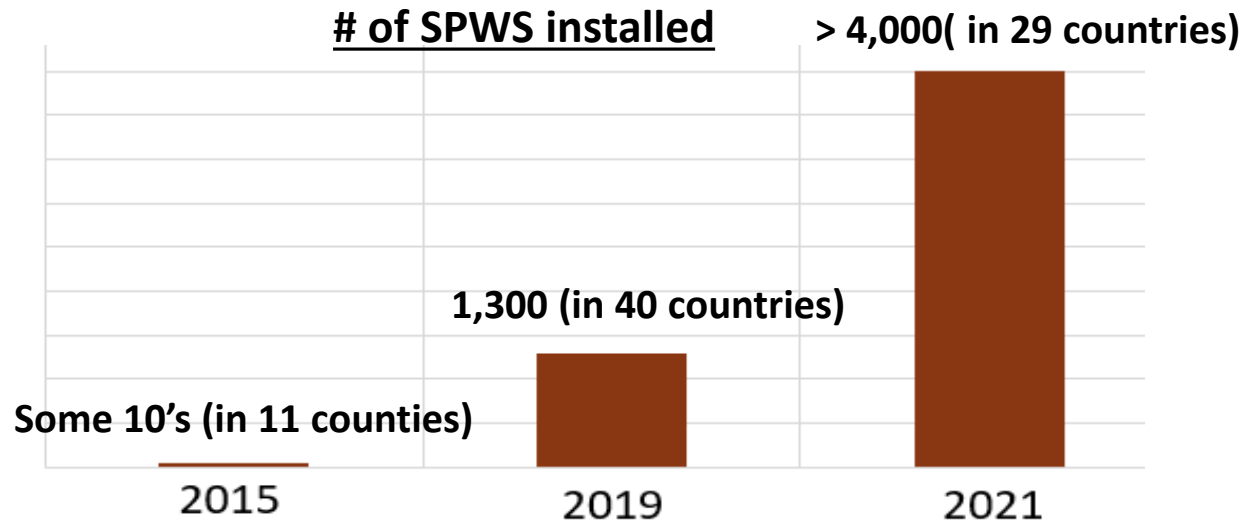 # of SPWS installed
> 4,000( in 29 countries)
1,300 (in 40 countries)
Some 10’s (in 11 counties)
2015
2019
2021